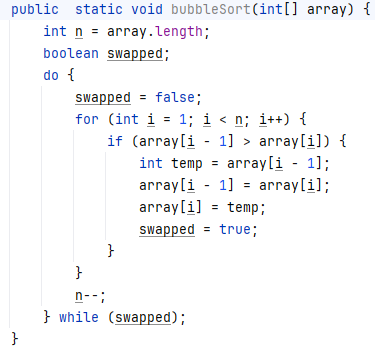 public  static void bubbleSort(int[] array) {
    int n = array.length;
    boolean swapped;
    do {
        swapped = false;
        for (int i = 1; i < n; i++) {
            if (array[i - 1] > array[i]) {
                int temp = array[i - 1];
                array[i - 1] = array[i];
                array[i] = temp;
                swapped = true;
            }
        }
        n--;
    } while (swapped);
}